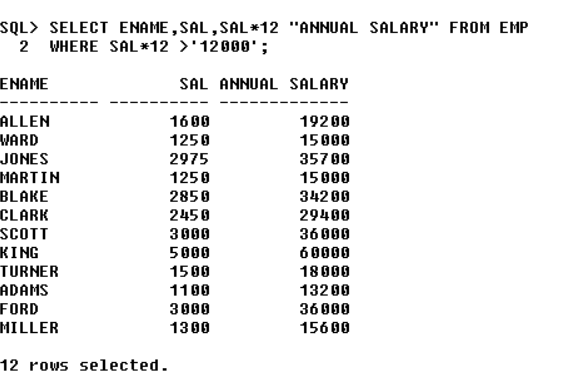 SQL> SELECT ENAME,SAL,SAL*12 "ANNUAL SALARY" FROM EMP
  2  WHERE SAL*12 >'12000';
ENAME             SAL ANNUAL SALARY
---------- ---------- -------------
ALLEN            1600         19200
WARD             1250         15000
JONES            2975         35700
MARTIN           1250         15000
BLAKE            2850         34200
CLARK            2450         29400
SCOTT            3000         36000
KING             5000         60000
TURNER           1500         18000
ADAMS            1100         13200
FORD             3000         36000
MILLER           1300         15600
12 rows selected.